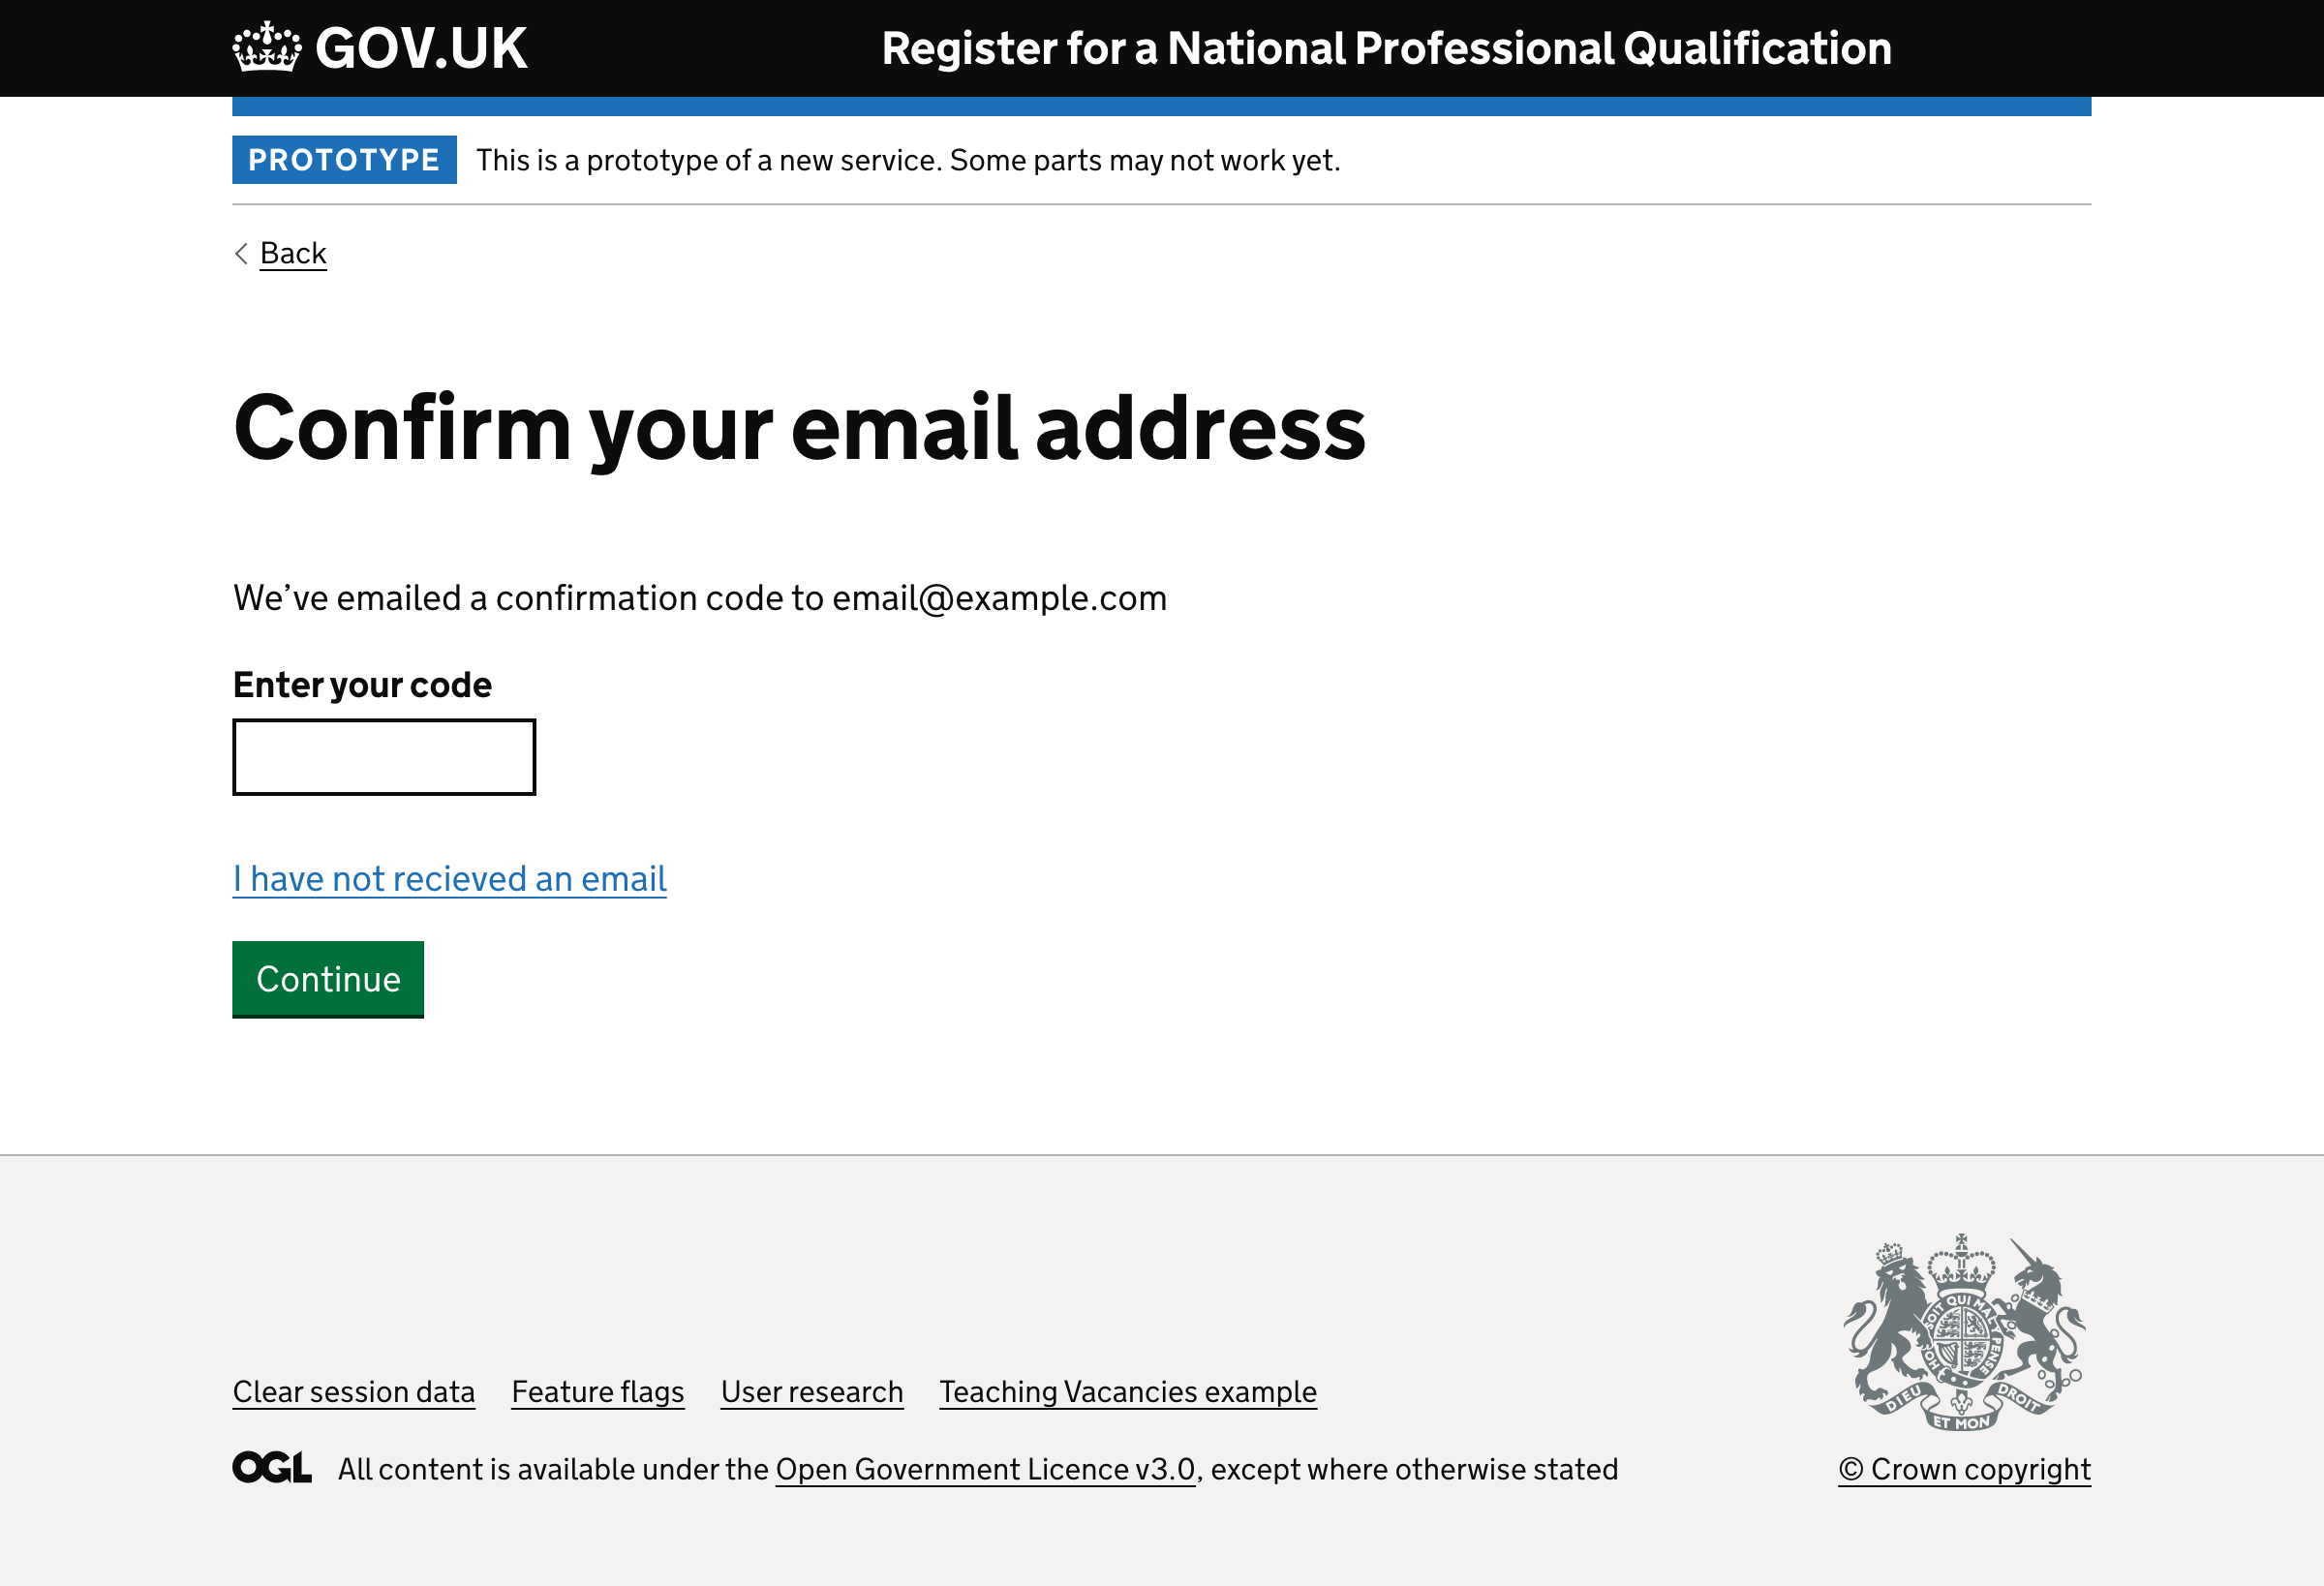 GOV.UK
Register for a National Professional Qualification
PROTOTYPE This is a prototype of a new service. Some parts may not work yet.
Back
Confirm your email address
We’ve emailed a confirmation code to email@example.com
Enter your code
I have not recieved an email
Continue
HONI SOIT QUI MAL Y PENSE
DIEU ET MON DROIT
Clear session data Feature flags User research Teaching Vacancies example
OGL All content is available under the Open Government Licence v3.0, except where otherwise stated
© Crown copyright